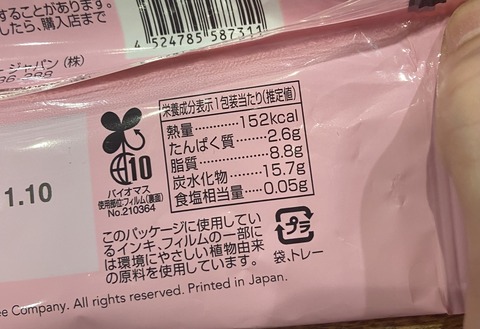 することがあります。
したら、購入店まで
4 524785 587311
ジャパン (株)
栄養成分表示1包装当たり(推定値)
熱量………152kcal
たんぱく質………2.6g
脂質………8.8g
炭水化物………15.7g
食塩相当量……0.05g
10
バイオマス
使用部位:フィルム(裏面)
No.210364
1.10
このパッケージに使用してい
るインキ、フィルムの一部に
は環境にやさしい植物由来
の原料を使用しています。
プラ
袋、トレー
ee Company. All rights reserved. Printed in Japan.